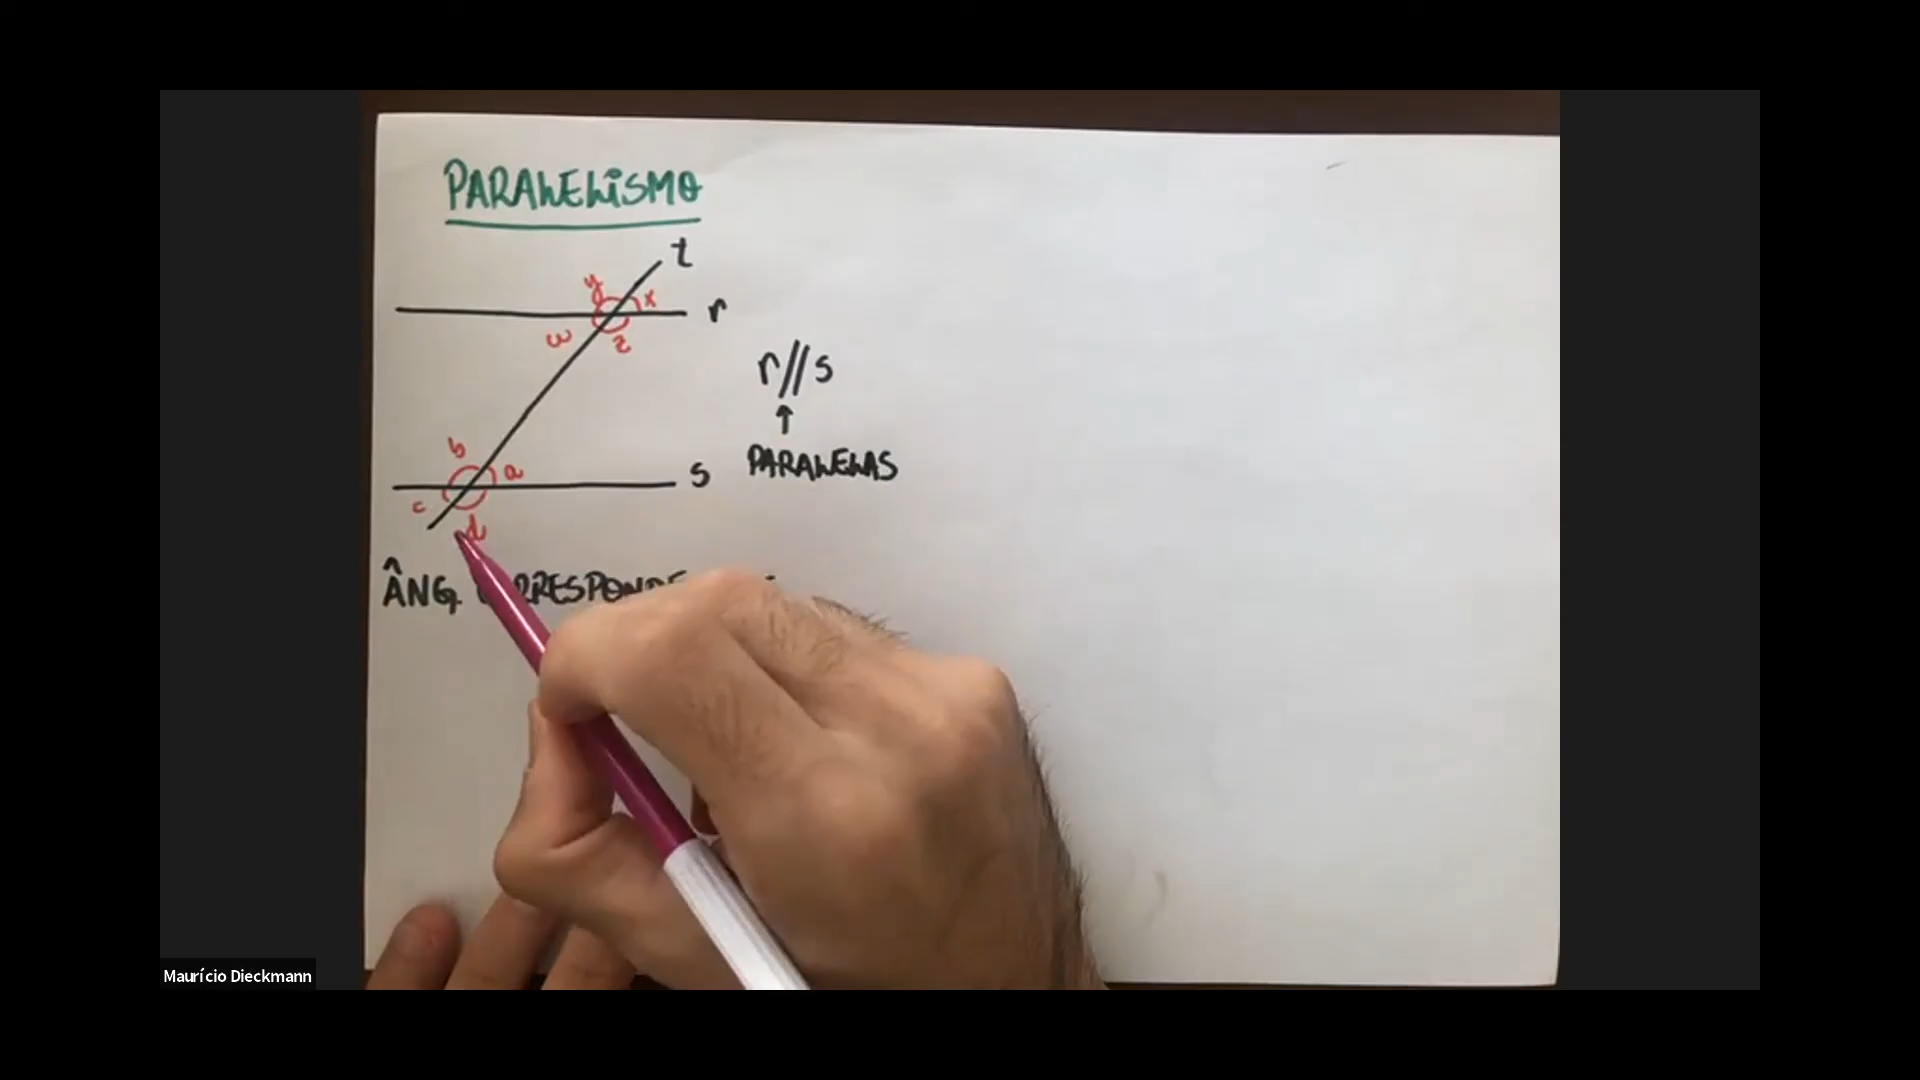 PARALELISMO
t
y x
r
w z
r//s
PARALELAS
b
a s
c
d
ÂNG.
Maurício Dieckmann